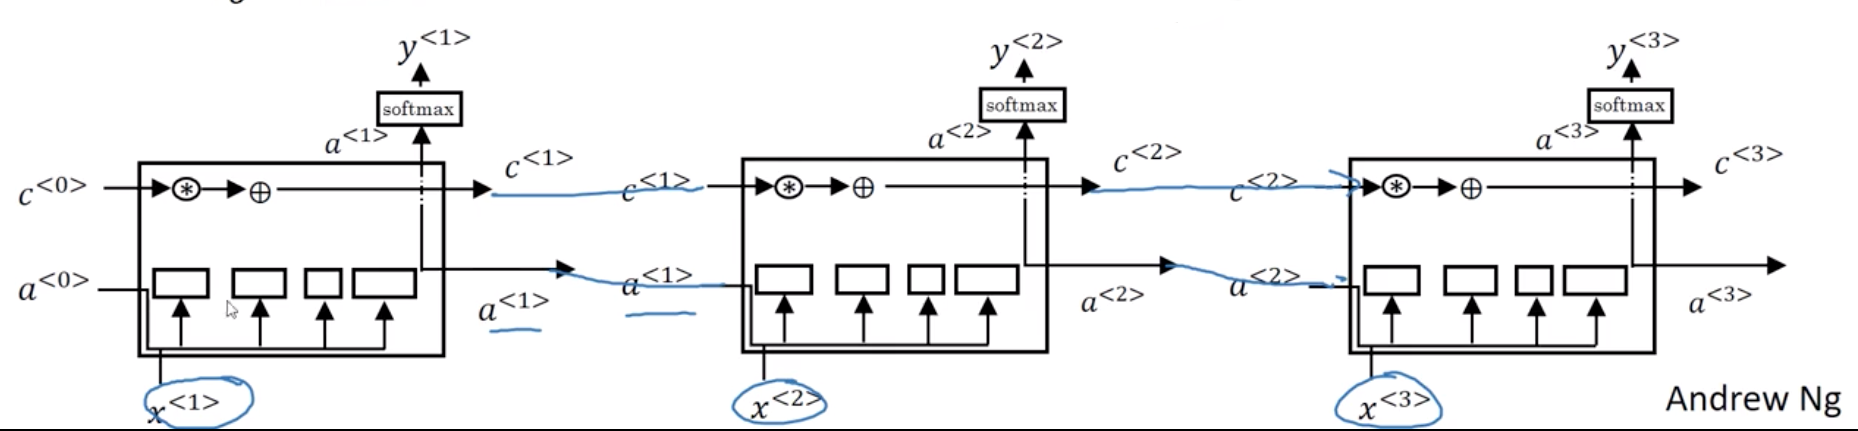 y<1> y<2> y<3>
softmax softmax softmax
a<1> a<2> a<3>
c<0> c<1> c<1> c<2> c<2> c<3>
a<0> a<1> a<1> a<2> a<2> a<3>
x<1> x<2> x<3>
Andrew Ng